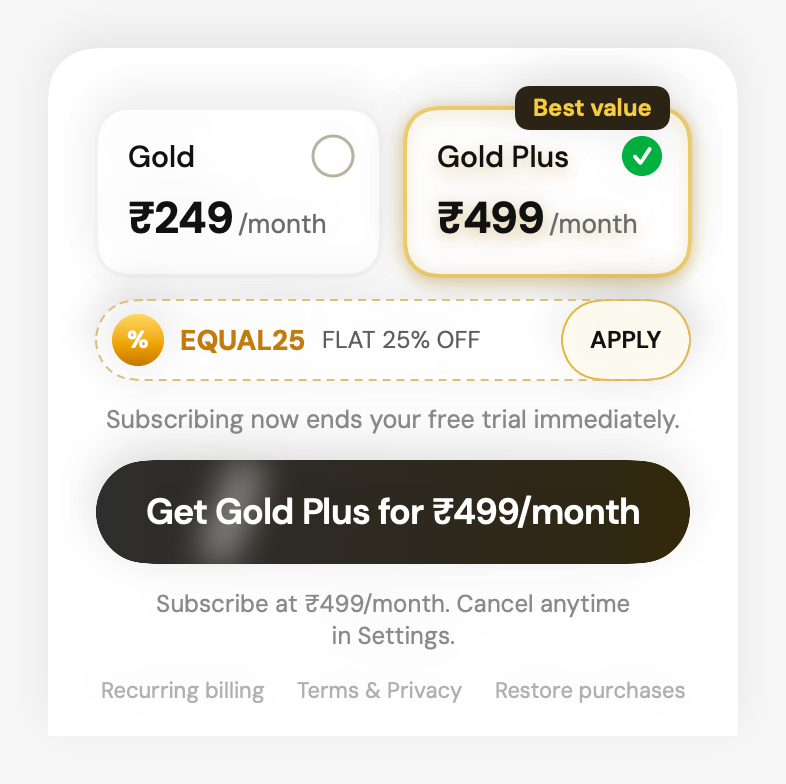 Best value
Gold
Gold Plus
₹249 /month
₹499 /month
% EQUAL25 FLAT 25% OFF APPLY
Subscribing now ends your free trial immediately.
Get Gold Plus for ₹499/month
Subscribe at ₹499/month. Cancel anytime
in Settings.
Recurring billing Terms & Privacy Restore purchases